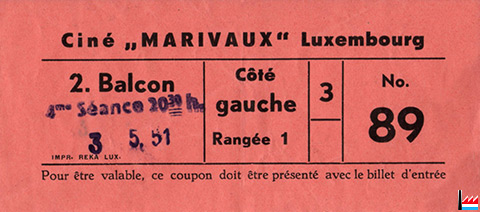 Ciné „MARIVAUX“ Luxembourg
2. Balcon
4me Séance 20³⁰ h.
3 5. 51
IMPR. REKA LUX.
Côté
gauche
Rangée 1
3
No.
89
Pour être valable, ce coupon doit être présenté avec le billet d'entrée